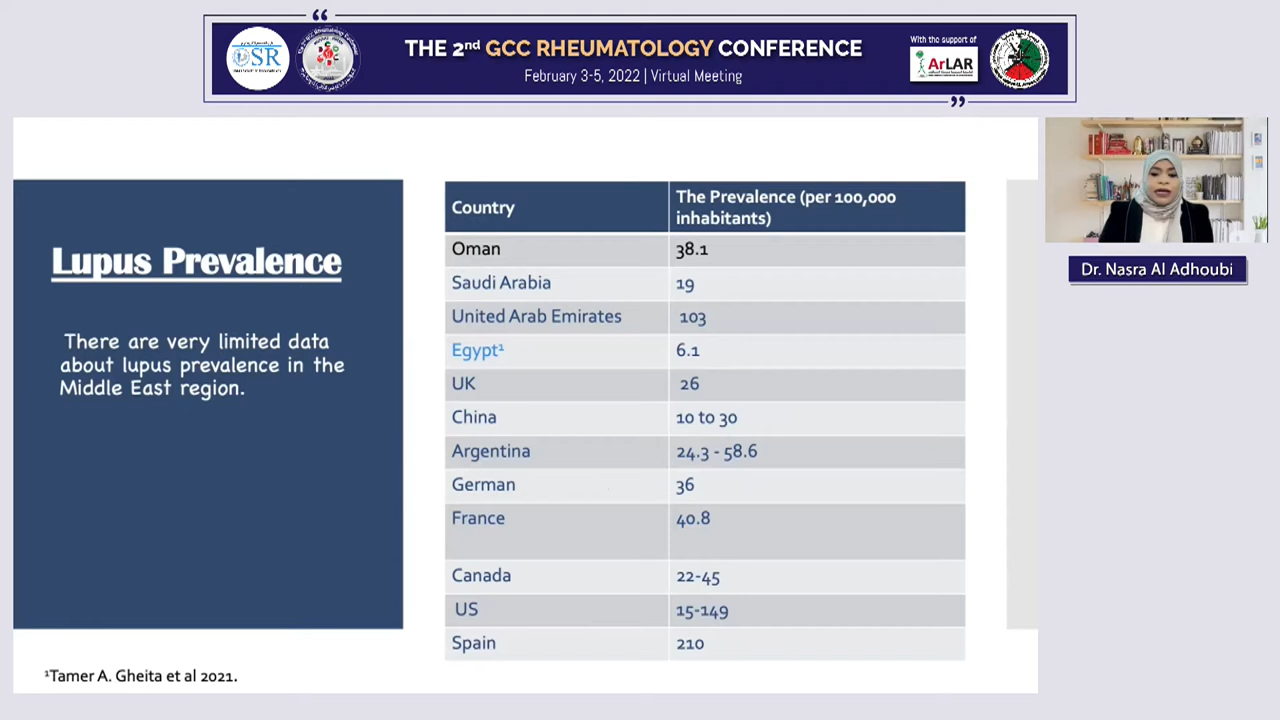 “
THE 2nd GCC RHEUMATOLOGY CONFERENCE
February 3-5, 2022 | Virtual Meeting
With the support of
OSR
ArLAR
”
Lupus Prevalence
There are very limited data
about lupus prevalence in the
Middle East region.
Country The Prevalence (per 100,000
inhabitants)
Oman 38.1
Saudi Arabia 19
United Arab Emirates 103
Egypt¹ 6.1
UK 26
China 10 to 30
Argentina 24.3 - 58.6
German 36
France 40.8
Canada 22-45
US 15-149
Spain 210
¹Tamer A. Gheita et al 2021.
Dr. Nasra Al Adhoubi